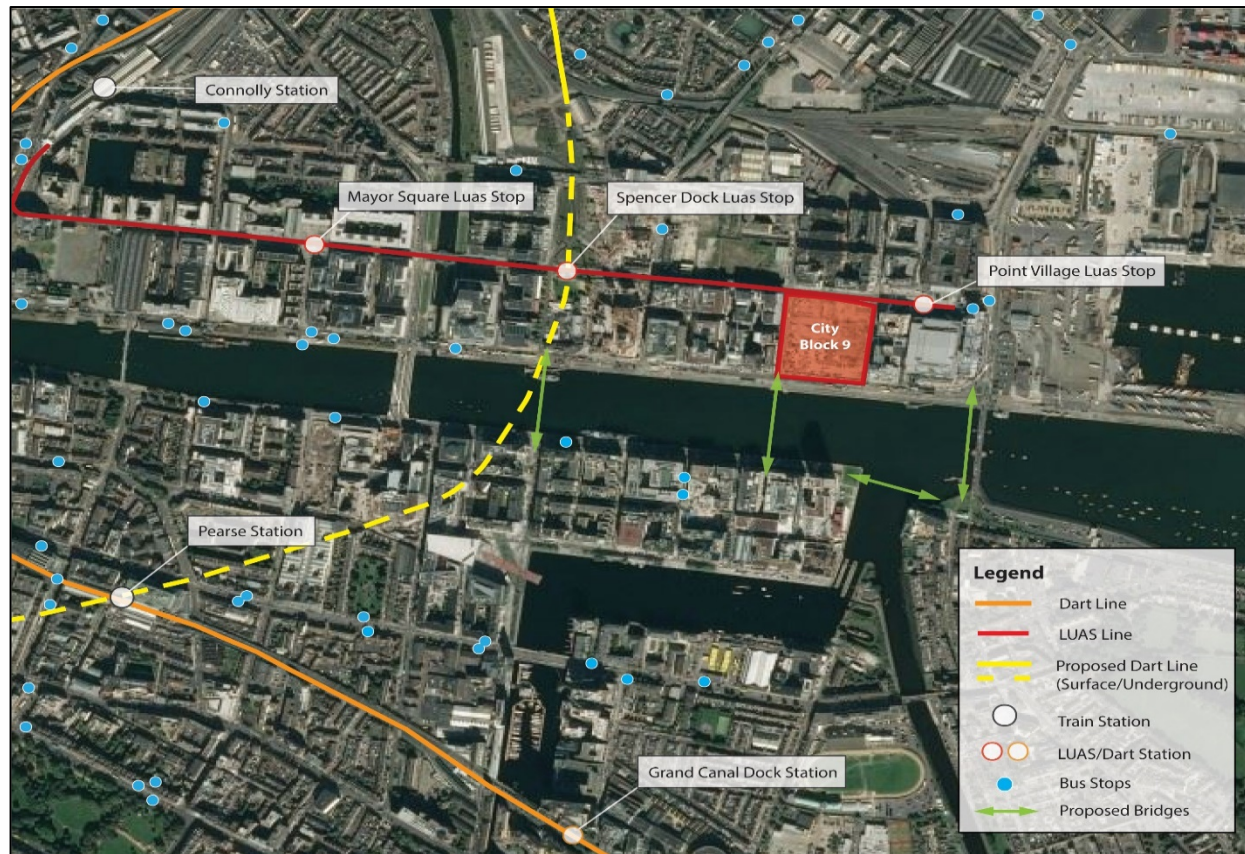 Connolly Station
Mayor Square Luas Stop
Spencer Dock Luas Stop
Point Village Luas Stop
City
Block 9
Pearse Station
Grand Canal Dock Station
Legend
Dart Line
LUAS Line
Proposed Dart Line
(Surface/Underground)
Train Station
LUAS/Dart Station
Bus Stops
Proposed Bridges